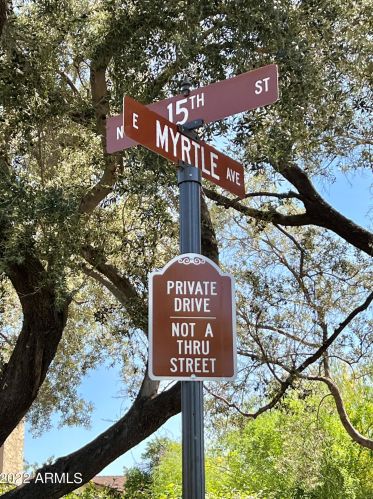 N 15TH ST
E MYRTLE AVE
PRIVATE
DRIVE
NOT A
THRU
STREET
2022 ARMLS